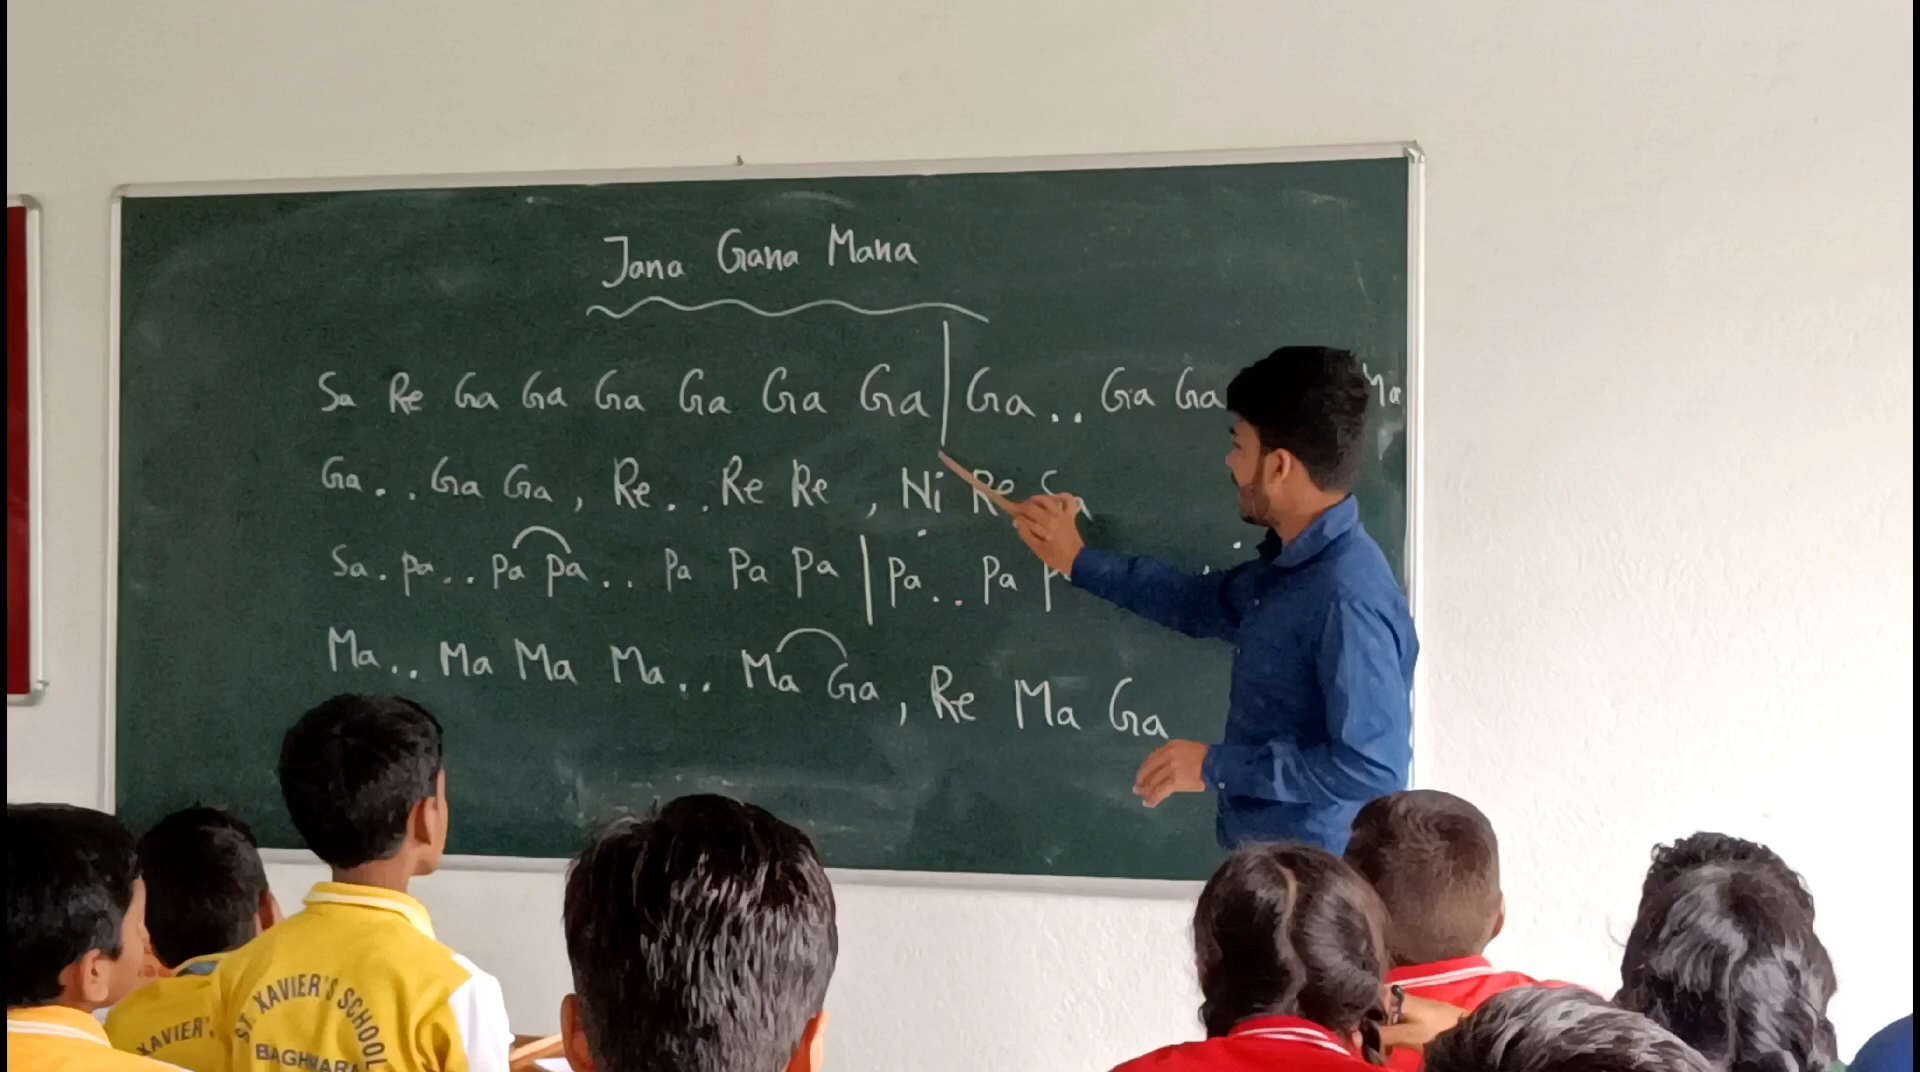 Jana Gana Mana
Sa Re Ga Ga Ga Ga Ga Ga | Ga . . Ga Ga
Ga . . Ga Ga , Re . . Re Re , Ni Re
Sa . Pa . . Pa Pa . . Pa Pa Pa | Pa . . Pa
Ma . . Ma Ma Ma . . Ma Ga , Re Ma Ga
ST. XAVIER'S SCHOOL
XAVIER'